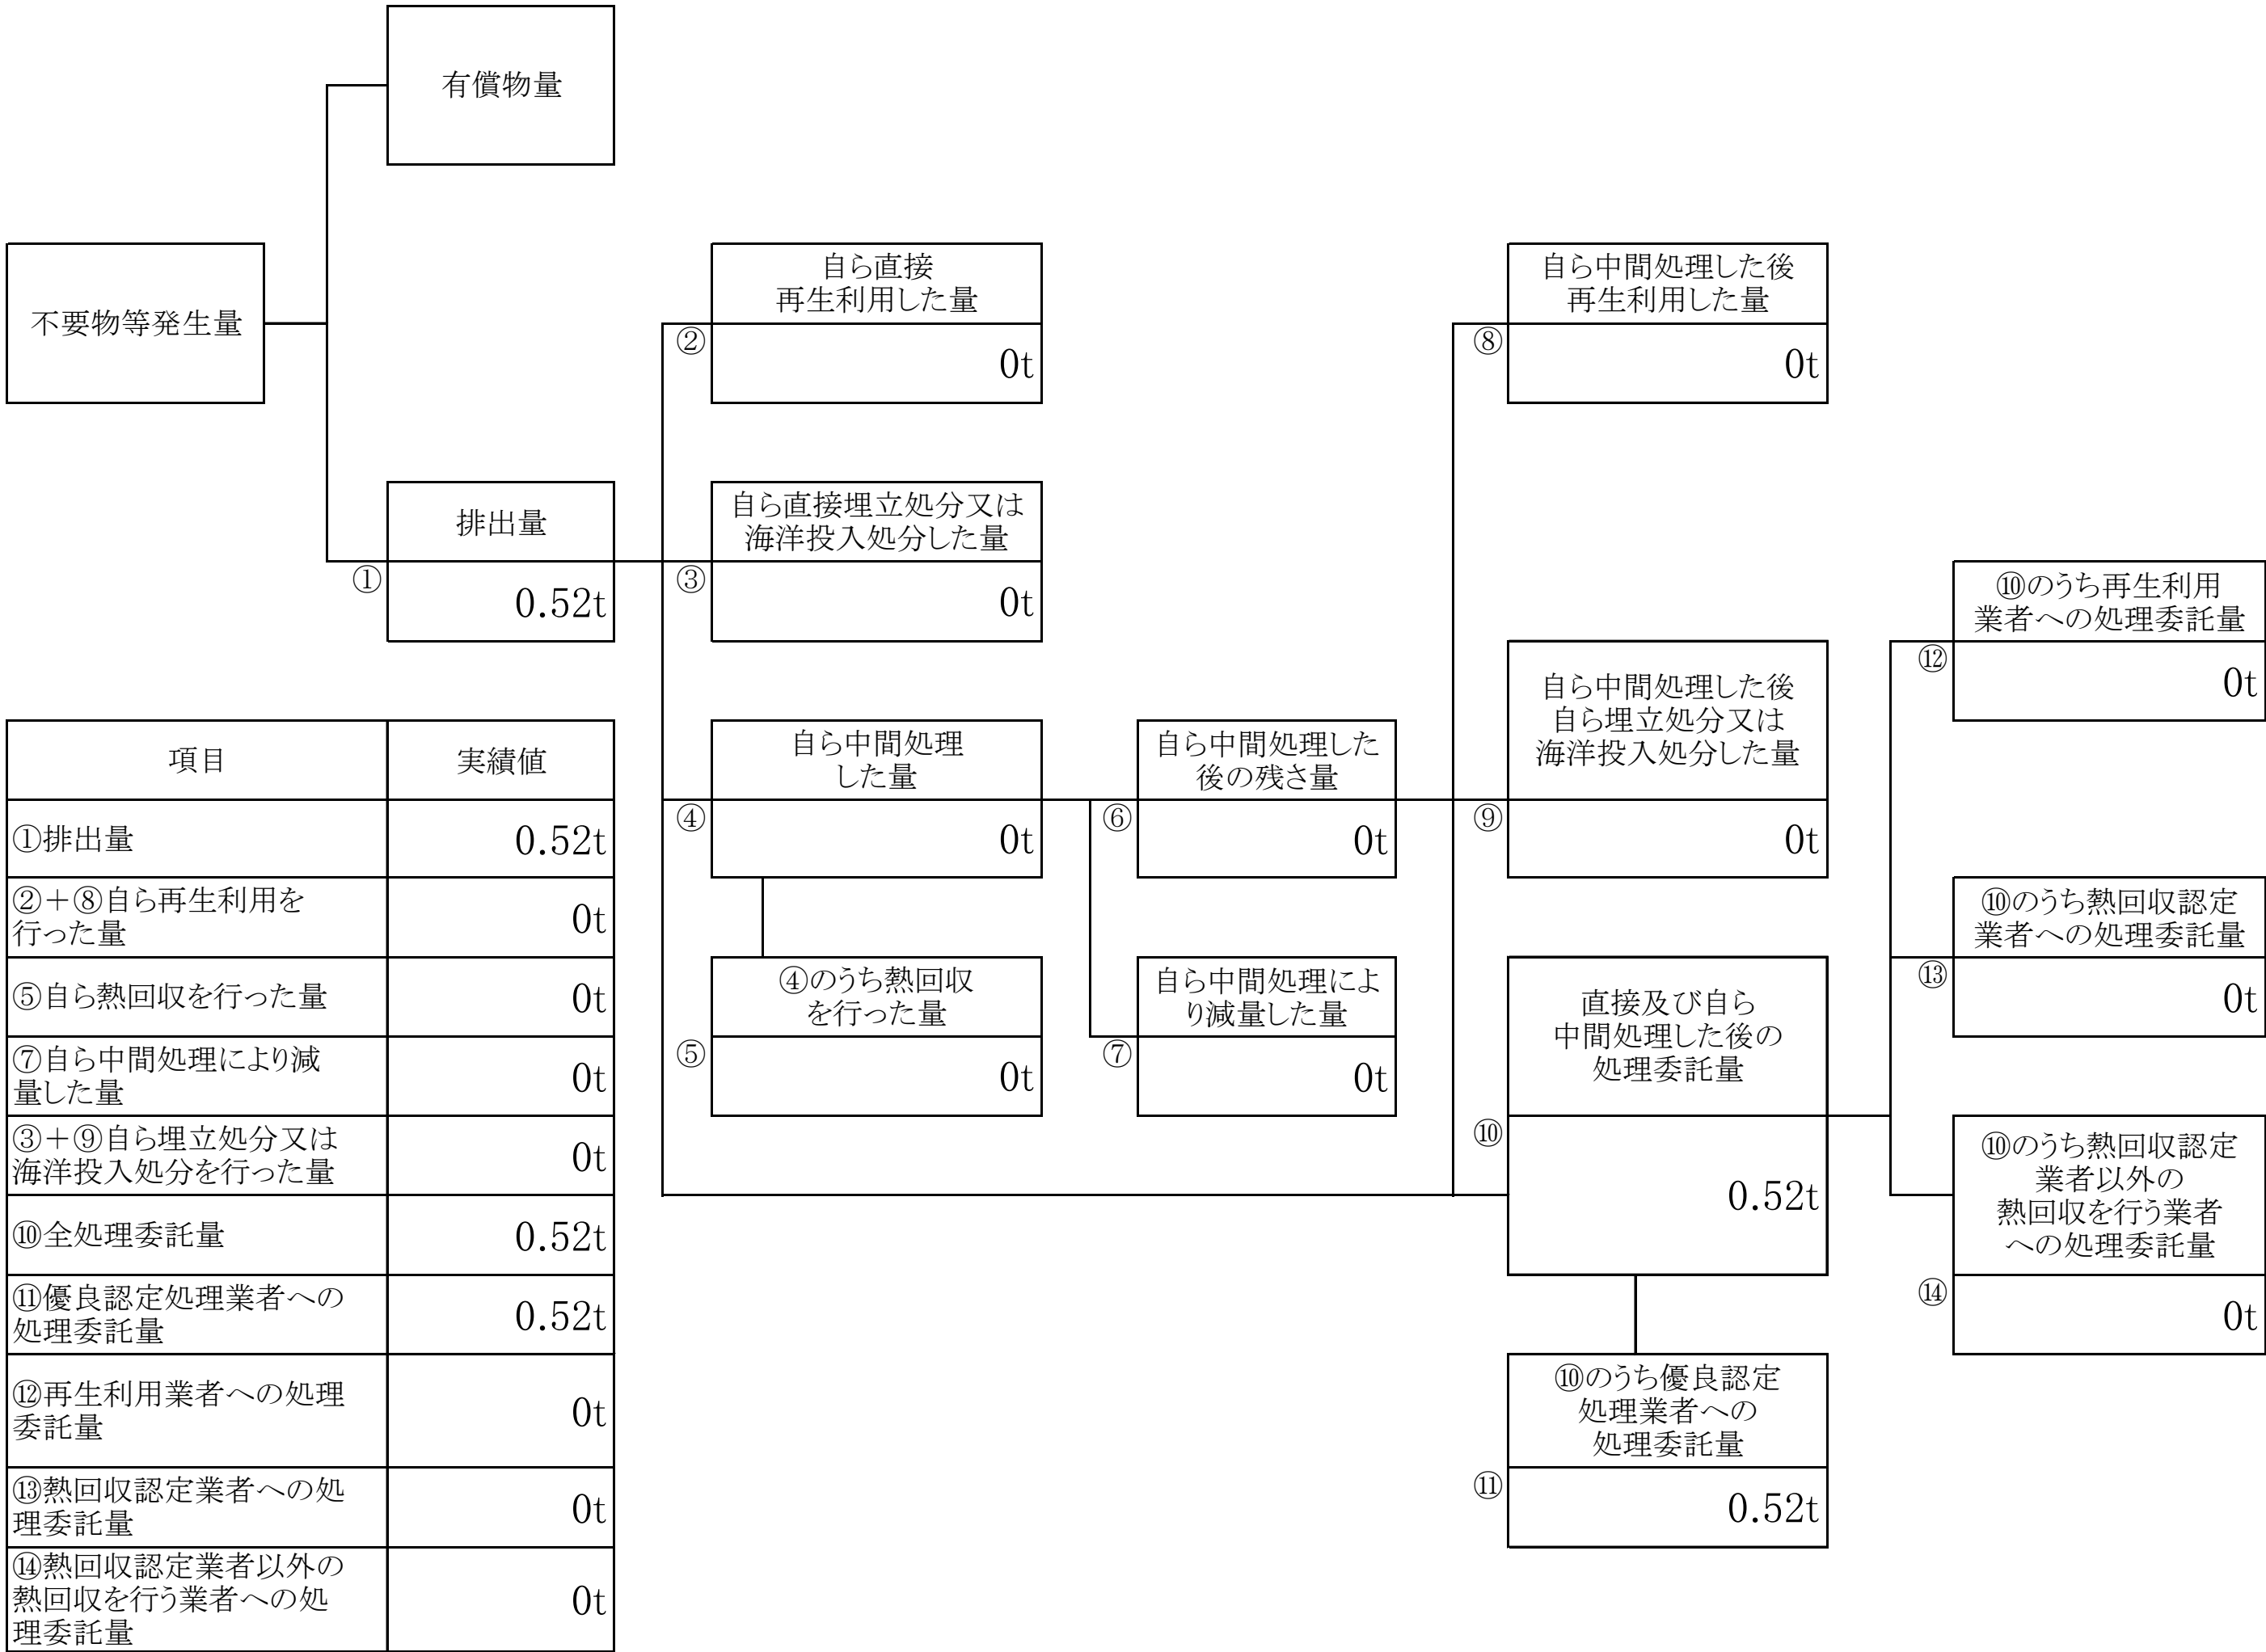 有償物量
不要物等発生量
排出量
①
0.52t
自ら直接
再生利用した量
②
0t
自ら直接埋立処分又は
海洋投入処分した量
③
0t
自ら中間処理
した量
④
0t
④のうち熱回収
を行った量
⑤
0t
自ら中間処理した
後の残さ量
⑥
0t
自ら中間処理によ
り減量した量
⑦
0t
自ら中間処理した後
再生利用した量
⑧
0t
自ら中間処理した後
自ら埋立処分又は
海洋投入処分した量
⑨
0t
直接及び自ら
中間処理した後の
処理委託量
⑩
0.52t
⑩のうち優良認定
処理業者への
処理委託量
⑪
0.52t
⑩のうち再生利用
業者への処理委託量
⑫
0t
⑩のうち熱回収認定
業者への処理委託量
⑬
0t
⑩のうち熱回収認定
業者以外の
熱回収を行う業者
への処理委託量
⑭
0t
項目
実績値
①排出量
0.52t
②+⑧自ら再生利用を
行った量
0t
⑤自ら熱回収を行った量
0t
⑦自ら中間処理により減
量した量
0t
③+⑨自ら埋立処分又は
海洋投入処分を行った量
0t
⑩全処理委託量
0.52t
⑪優良認定処理業者への
処理委託量
0.52t
⑫再生利用業者への処理
委託量
0t
⑬熱回収認定業者への処
理委託量
0t
⑭熱回収認定業者以外の
熱回収を行う業者への処
理委託量
0t